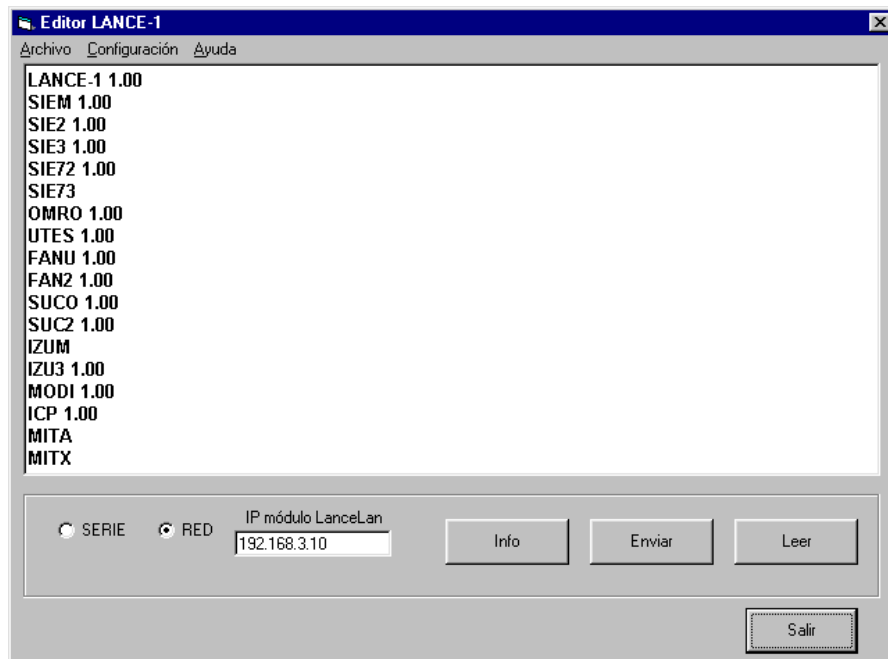 Editor LANCE-1
Archivo Configuración Ayuda
LANCE-1 1.00
SIEM 1.00
SIE2 1.00
SIE3 1.00
SIE72 1.00
SIE73
OMRO 1.00
UTES 1.00
FANU 1.00
FAN2 1.00
SUCO 1.00
SUC2 1.00
IZUM
IZU3 1.00
MODI 1.00
ICP 1.00
MITA
MITX
IP módulo LanceLan
SERIE RED 192.168.3.10 Info Enviar Leer
Salir